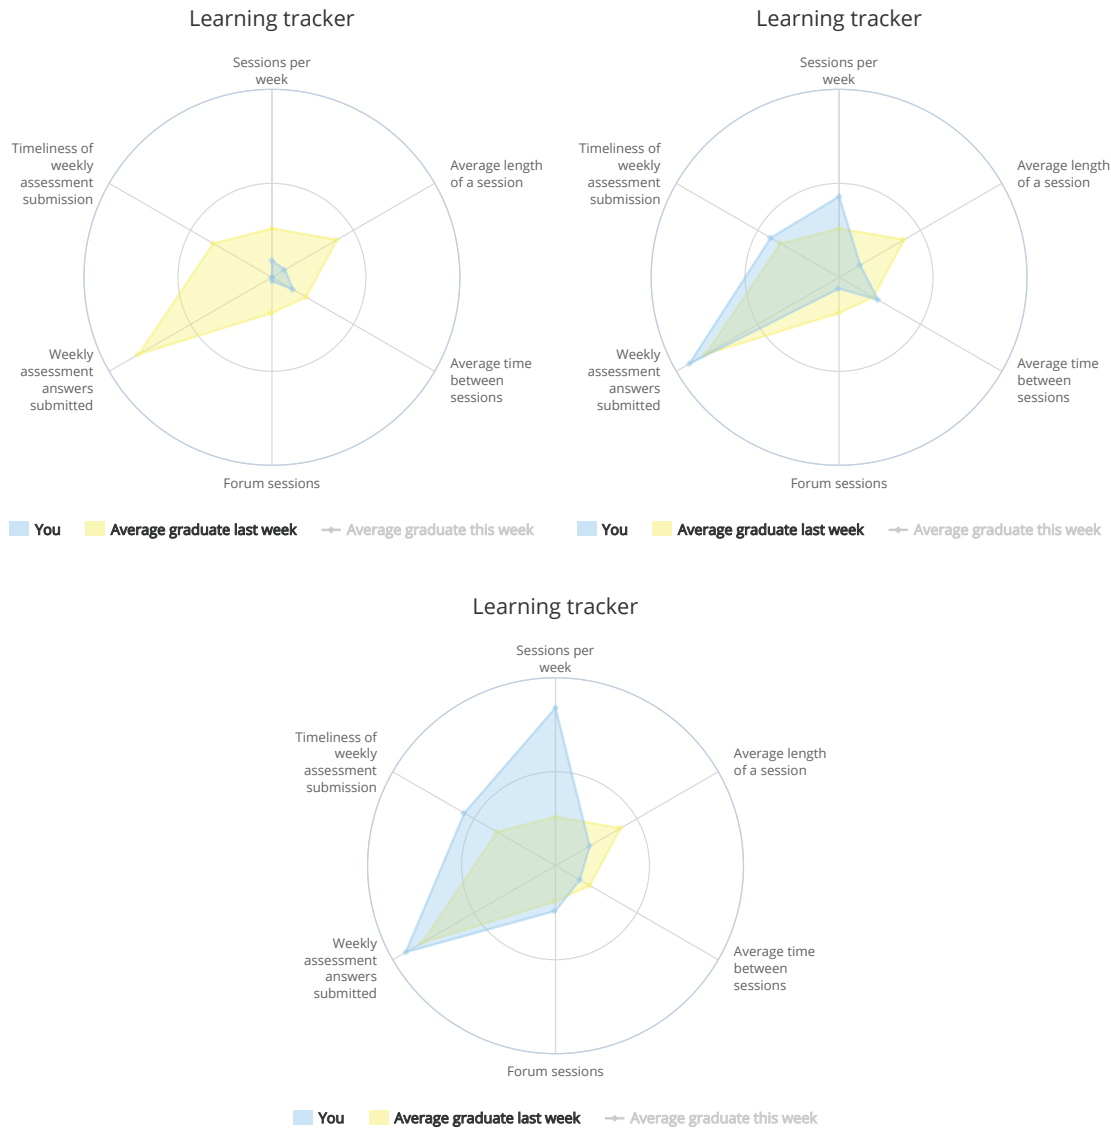 Learning tracker
Sessions per
week
Timeliness of
weekly
assessment
submission
Average length
of a session
Weekly
assessment
answers
submitted
Average time
between
sessions
Forum sessions
You
Average graduate last week
Average graduate this week
Learning tracker
Sessions per
week
Timeliness of
weekly
assessment
submission
Average length
of a session
Weekly
assessment
answers
submitted
Average time
between
sessions
Forum sessions
You
Average graduate last week
Average graduate this week
Learning tracker
Sessions per
week
Timeliness of
weekly
assessment
submission
Average length
of a session
Weekly
assessment
answers
submitted
Average time
between
sessions
Forum sessions
You
Average graduate last week
Average graduate this week